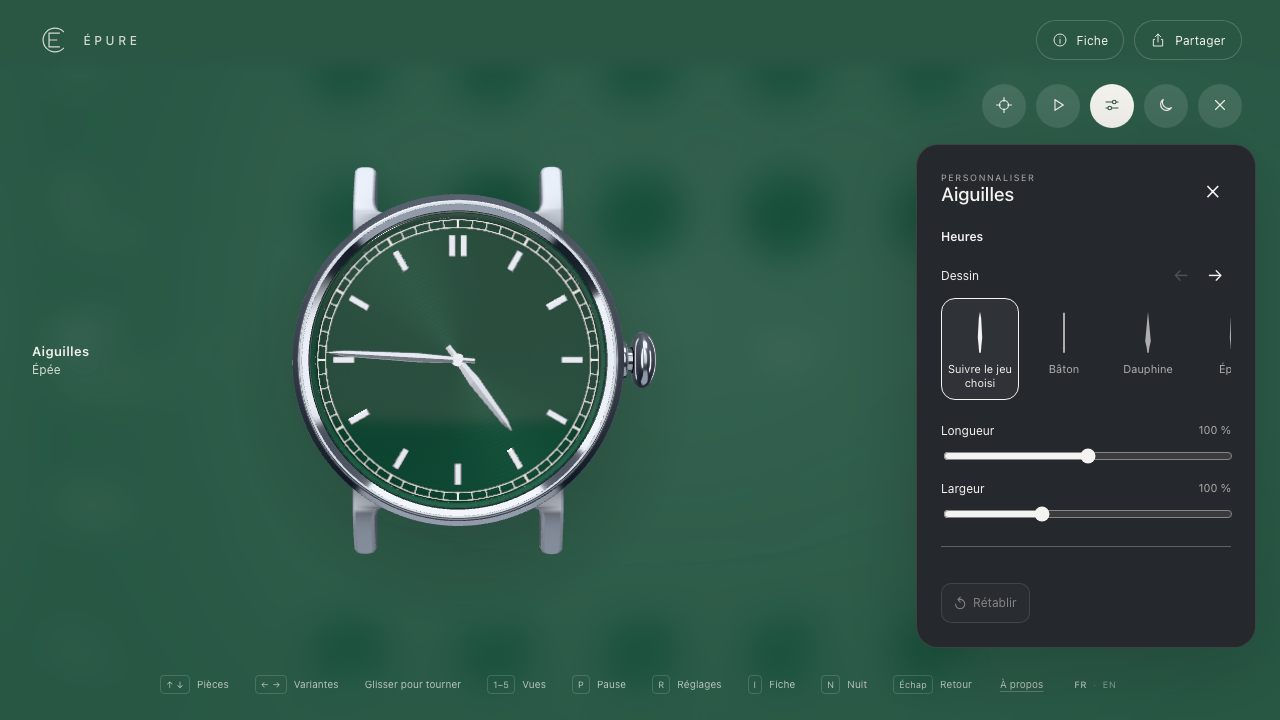 ÉPURE
Fiche
Partager
PERSONNALISER
Aiguilles
Heures
Dessin
Suivre le jeu
choisi
Bâton
Dauphine
Ép
Aiguilles
Épée
Longueur
100 %
Largeur
100 %
Rétablir
↑ ↓ Pièces
← → Variantes
Glisser pour tourner
1–5 Vues
P Pause
R Réglages
I Fiche
N Nuit
Échap Retour
À propos
FR · EN